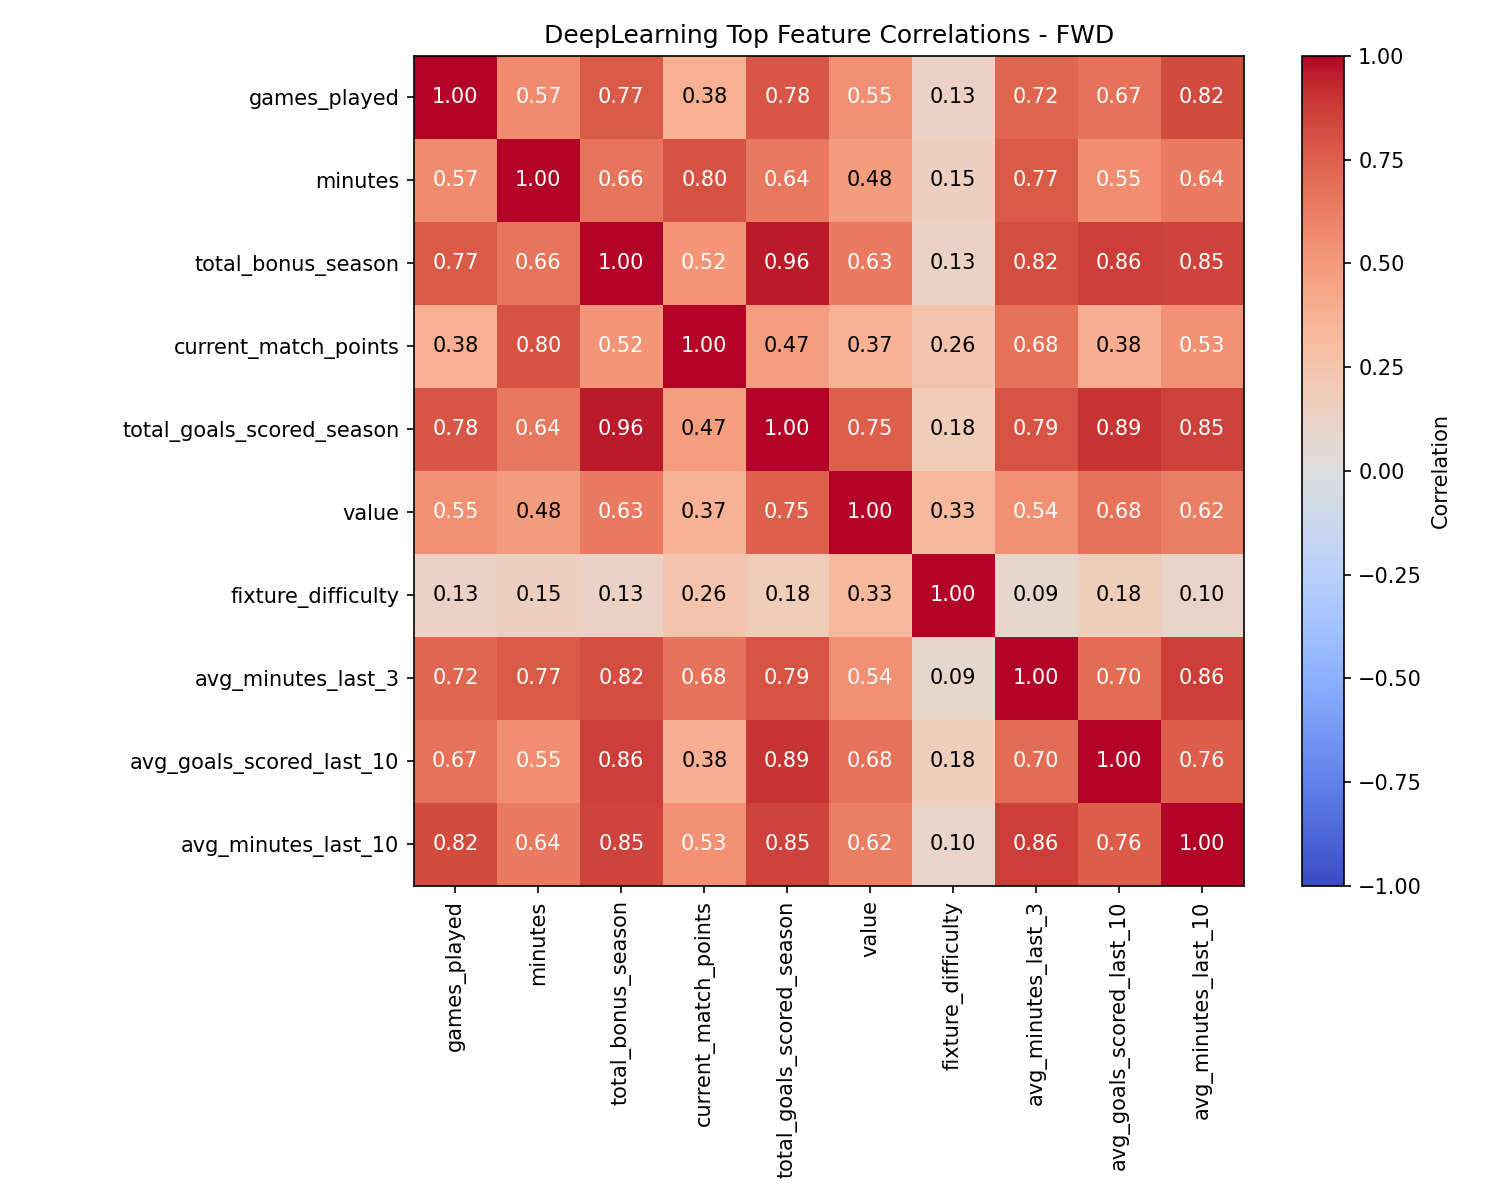 DeepLearning Top Feature Correlations - FWD
games_played 1.00 0.57 0.77 0.38 0.78 0.55 0.13 0.72 0.67 0.82
minutes 0.57 1.00 0.66 0.80 0.64 0.48 0.15 0.77 0.55 0.64
total_bonus_season 0.77 0.66 1.00 0.52 0.96 0.63 0.13 0.82 0.86 0.85
current_match_points 0.38 0.80 0.52 1.00 0.47 0.37 0.26 0.68 0.38 0.53
total_goals_scored_season 0.78 0.64 0.96 0.47 1.00 0.75 0.18 0.79 0.89 0.85
value 0.55 0.48 0.63 0.37 0.75 1.00 0.33 0.54 0.68 0.62
fixture_difficulty 0.13 0.15 0.13 0.26 0.18 0.33 1.00 0.09 0.18 0.10
avg_minutes_last_3 0.72 0.77 0.82 0.68 0.79 0.54 0.09 1.00 0.70 0.86
avg_goals_scored_last_10 0.67 0.55 0.86 0.38 0.89 0.68 0.18 0.70 1.00 0.76
avg_minutes_last_10 0.82 0.64 0.85 0.53 0.85 0.62 0.10 0.86 0.76 1.00
games_played
minutes
total_bonus_season
current_match_points
total_goals_scored_season
value
fixture_difficulty
avg_minutes_last_3
avg_goals_scored_last_10
avg_minutes_last_10
1.00
0.75
0.50
0.25
0.00
−0.25
−0.50
−0.75
−1.00
Correlation